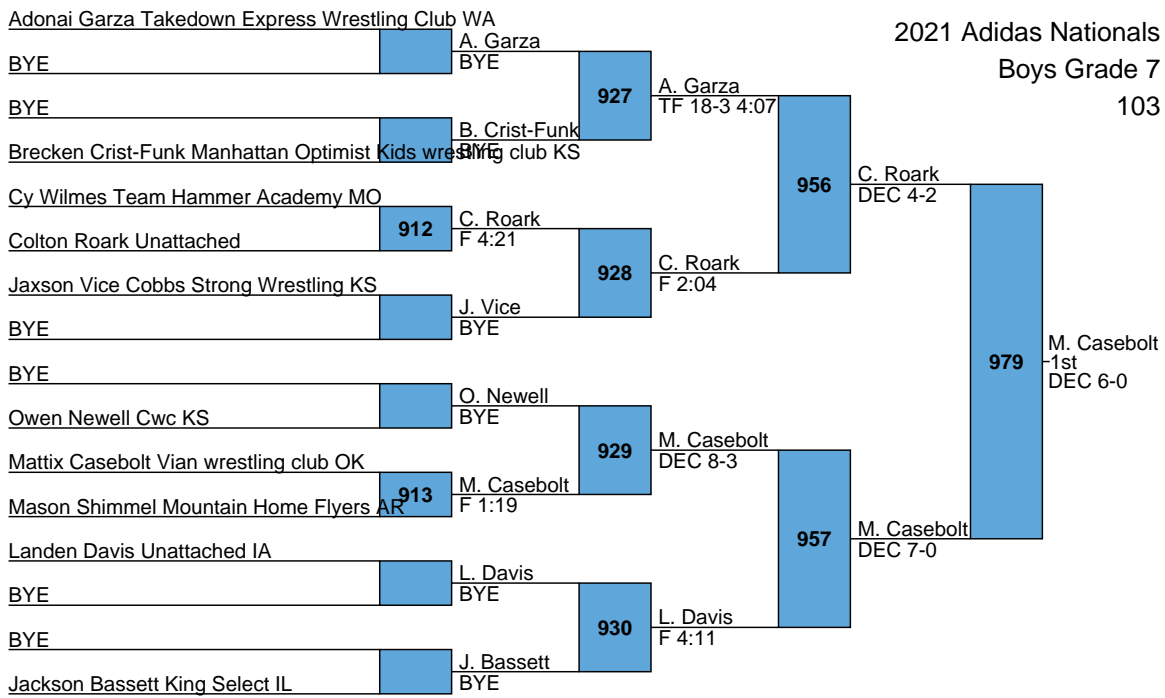 2021 Adidas Nationals
Boys Grade 7
103
Adonai Garza Takedown Express Wrestling Club WA
BYE
BYE
Brecken Crist-Funk Manhattan Optimist Kids wrestling club KS
Cy Wilmes Team Hammer Academy MO
Colton Roark Unattached
Jaxson Vice Cobbs Strong Wrestling KS
BYE
BYE
Owen Newell Cwc KS
Mattix Casebolt Vian wrestling club OK
Mason Shimmel Mountain Home Flyers AR
Landen Davis Unattached IA
BYE
BYE
Jackson Bassett King Select IL
912
913
A. Garza
BYE
B. Crist-Funk
BYE
C. Roark
F 4:21
J. Vice
BYE
O. Newell
BYE
M. Casebolt
F 1:19
L. Davis
BYE
J. Bassett
BYE
927
928
929
930
A. Garza
TF 18-3 4:07
C. Roark
F 2:04
M. Casebolt
DEC 8-3
L. Davis
F 4:11
956
957
C. Roark
DEC 4-2
M. Casebolt
DEC 7-0
979
M. Casebolt
1st
DEC 6-0